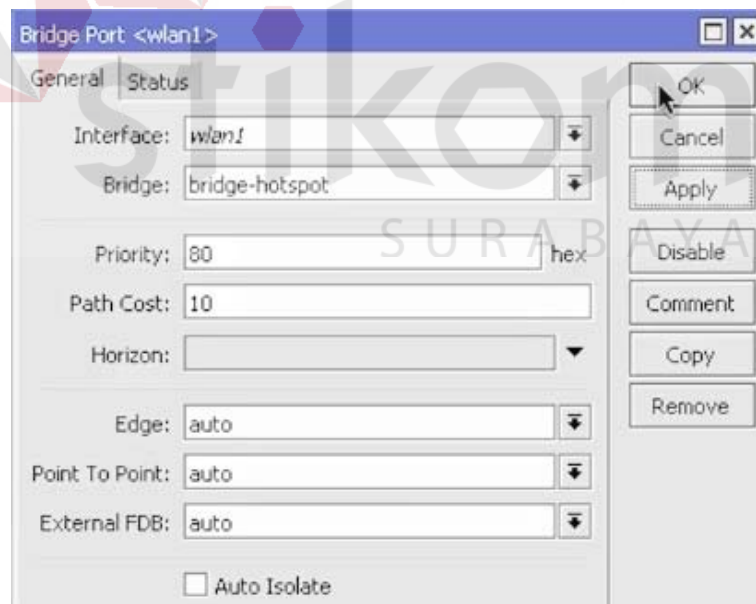 Bridge Port <wlan1>
General Status
OK
Interface: wlan1
Cancel
Bridge: bridge-hotspot
Apply
stikom
SURABAYA
Priority: 80 hex
Disable
Path Cost: 10
Comment
Horizon:
Copy
Edge: auto
Remove
Point To Point: auto
External FDB: auto
Auto Isolate